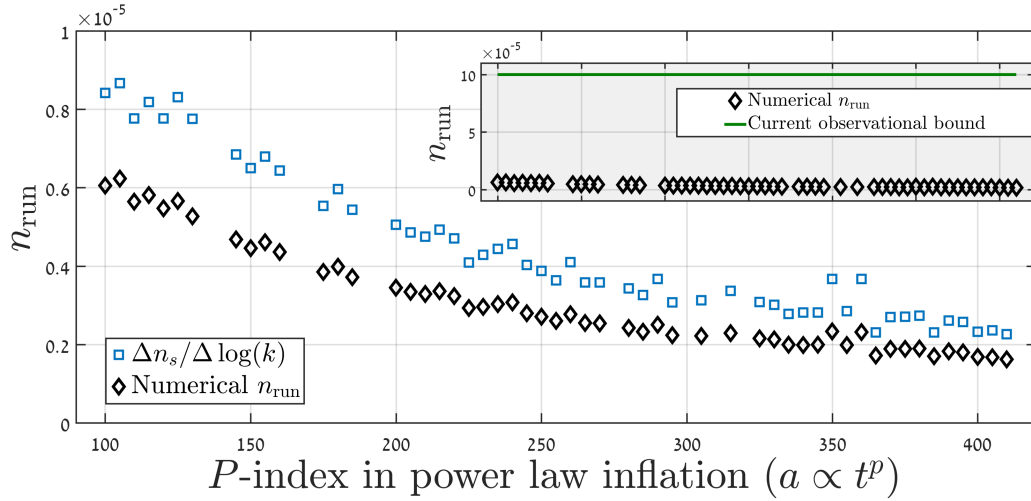 ×10⁻⁵
1
0.8
0.6
0.4
0.2
0
n_run
100 150 200 250 300 350 400
P-index in power law inflation (a ∝ t^p)
Δn_s/Δ log(k)
Numerical n_run
×10⁻⁵
10
5
0
n_run
Numerical n_run
Current observational bound